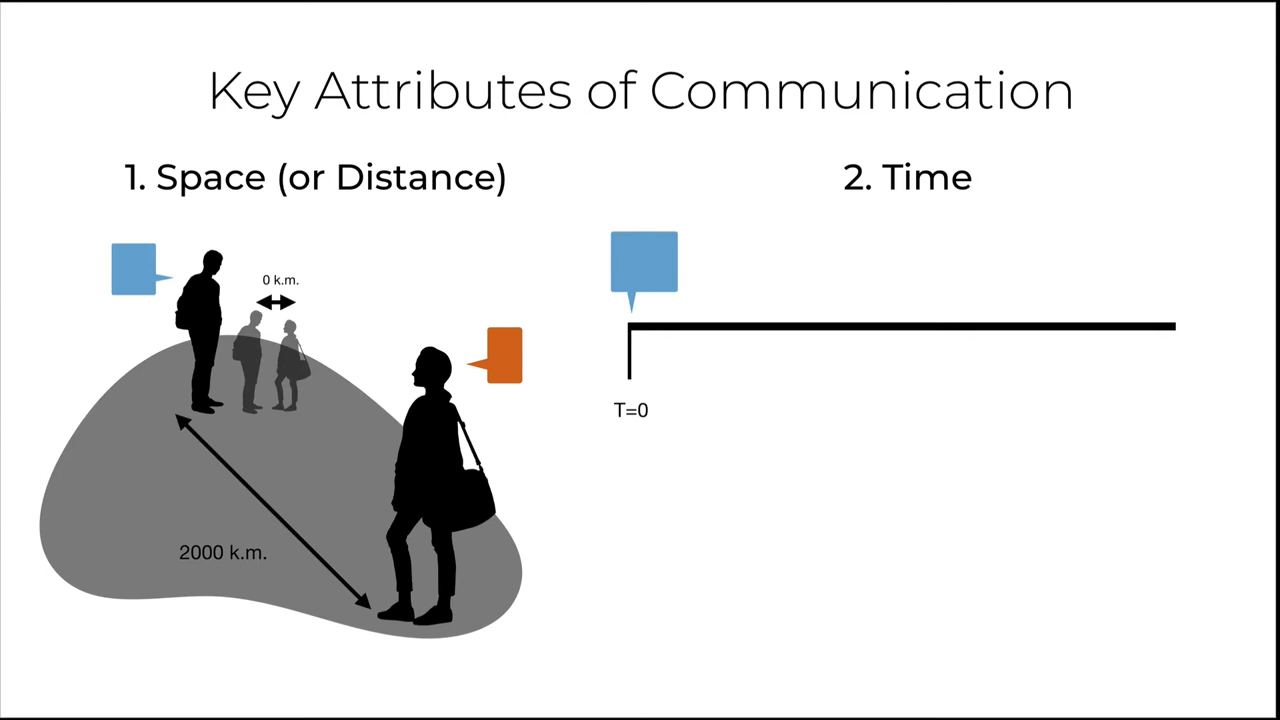 Key Attributes of Communication
1. Space (or Distance)
2. Time
0 k.m.
T=0
2000 k.m.